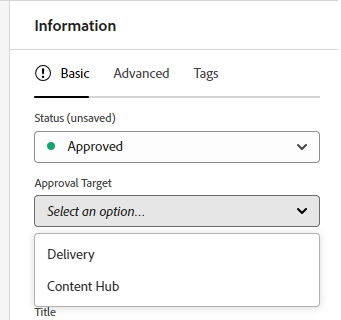 Information
Basic Advanced Tags
Status (unsaved)
Approved
Approval Target
Select an option...
Delivery
Content Hub
Title